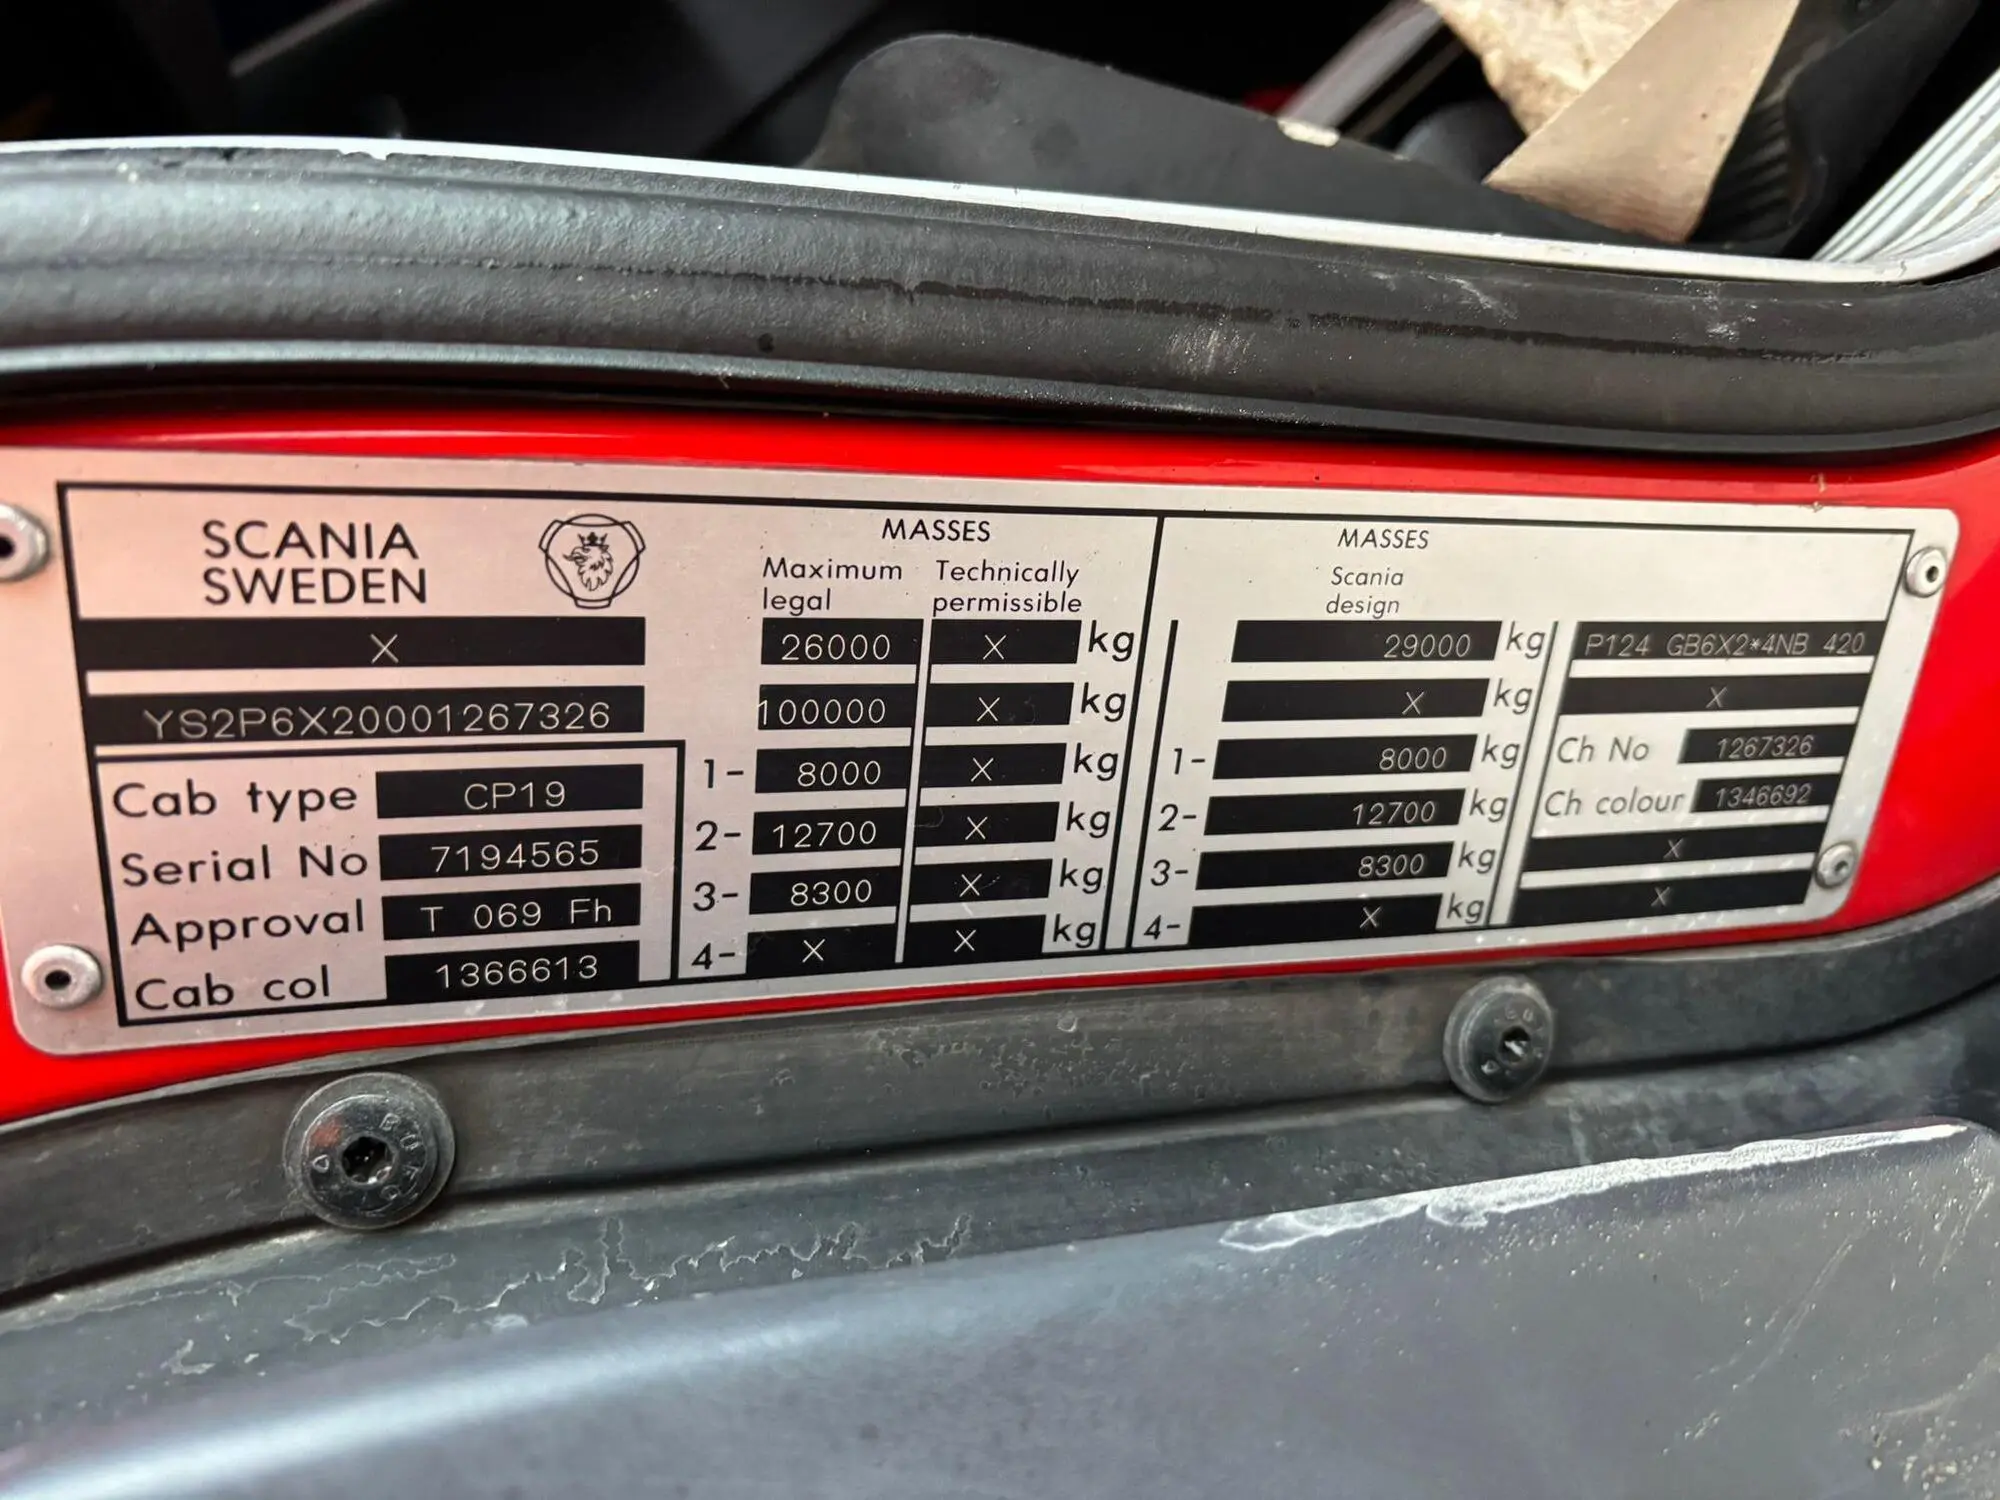 SCANIA
SWEDEN
X
YS2P6X20001267326
Cab type CP19
Serial No 7194565
Approval T 069 Fh
Cab col 1366613
MASSES
Maximum legal Technically permissible
26000 X kg
100000 X kg
1- 8000 X kg
2- 12700 X kg
3- 8300 X kg
4- X X kg
MASSES
Scania
design
29000 kg
X kg
1- 8000 kg
2- 12700 kg
3- 8300 kg
4- X kg
P124 GB6X2*4NB 420
X
Ch No 1267326
Ch colour 1346692
X
X